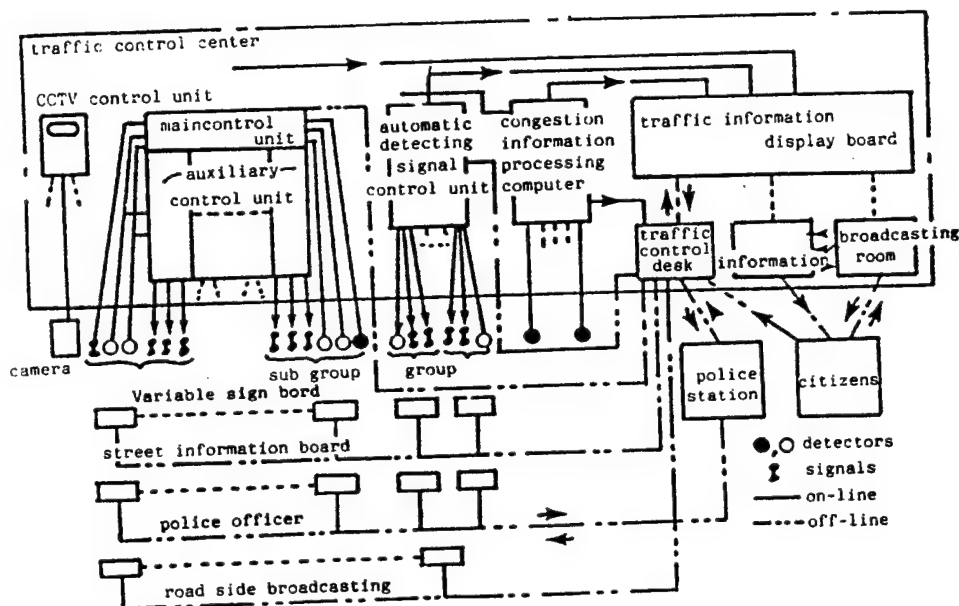 traffic control center
CCTV control unit
maincontrol
unit
auxiliary
control unit
automatic
detecting
signal
control unit
congestion
information
processing
computer
traffic information
display board
traffic
control
desk
information
broadcasting
room
camera
sub group
group
police
station
citizens
Variable sign bord
street information board
police officer
road side broadcasting
detectors
signals
on-line
off-line